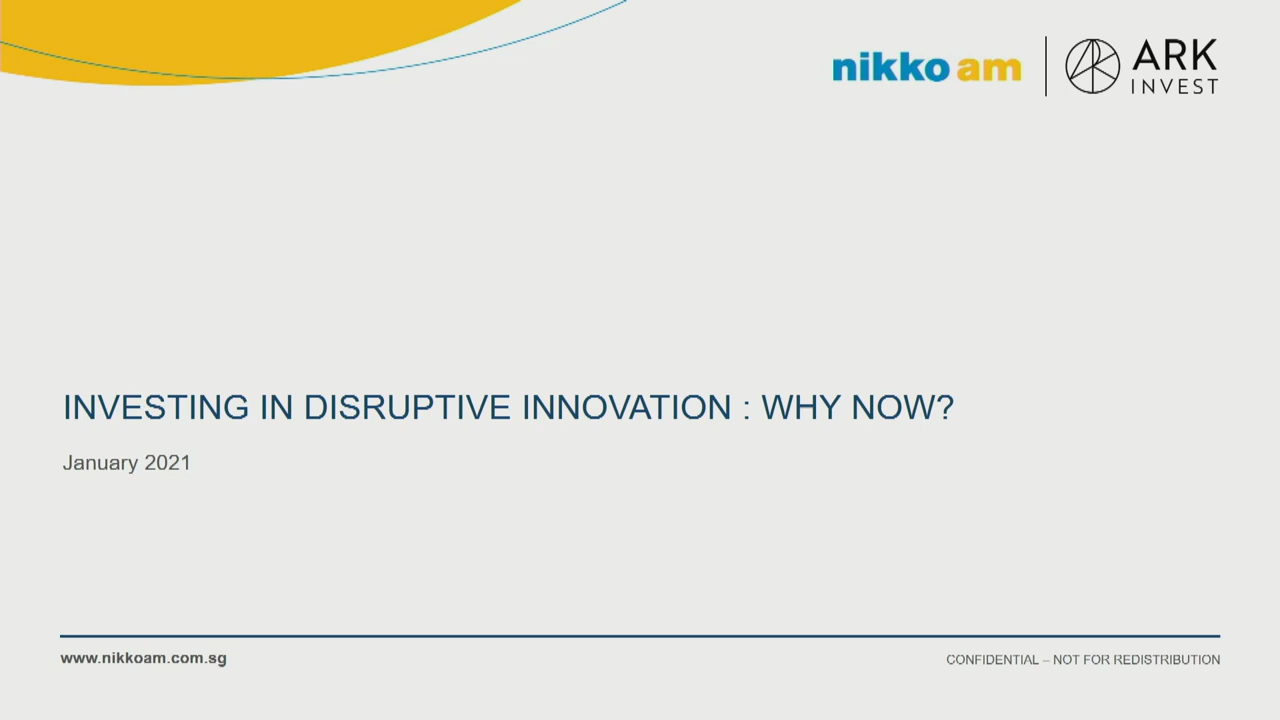 nikko am
ARK
INVEST
INVESTING IN DISRUPTIVE INNOVATION : WHY NOW?
January 2021
www.nikkoam.com.sg
CONFIDENTIAL – NOT FOR REDISTRIBUTION